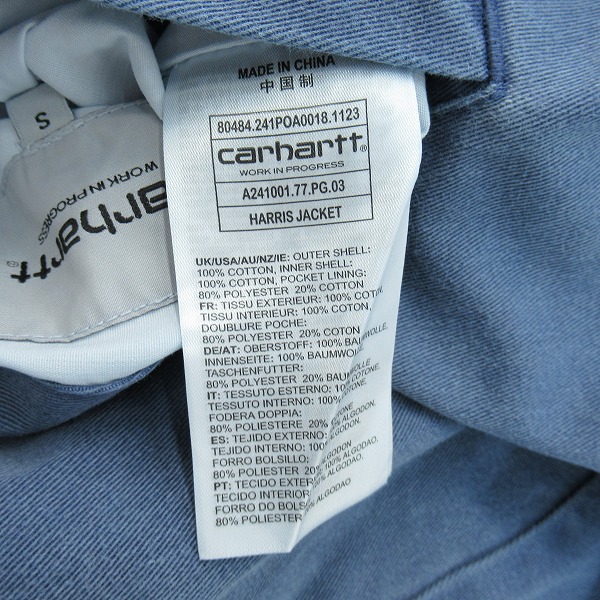 MADE IN CHINA
中国制
80484.241POA0018.1123
carhartt®
WORK IN PROGRESS
A241001.77.PG.03
HARRIS JACKET
UK/USA/AU/NZ/IE: OUTER SHELL:
100% COTTON, INNER SHELL:
100% COTTON, POCKET LINING:
80% POLYESTER 20% COTTON
FR: TISSU EXTERIEUR: 100% COTON
TISSU INTERIEUR: 100% COTON
DOUBLURE POCHE:
80% POLYESTER 20% COTON
DE/AT: OBERSTOFF: 100% BAUMWOLLE,
INNENSEITE: 100% BAUMWOLLE
TASCHENFUTTER:
80% POLYESTER 20% BAUMWOLLE
IT: TESSUTO ESTERNO: 100% COTONE,
TESSUTO INTERNO: 100% COTONE
FODERA DOPPIA:
80% POLIESTERE 20% COTONE
ES: TEJIDO EXTERNO: 100% ALGODON,
TEJIDO INTERNO: 100% ALGODON
FORRO BOLSILLO:
80% POLIESTER 20% ALGODON
PT: TECIDO EXTERIOR: 100% ALGODAO,
TECIDO INTERIOR: 100% ALGODAO
FORRO DO BOLSO:
80% POLIESTER 20% ALGODAO
S
carhartt®
WORK IN PROGRESS